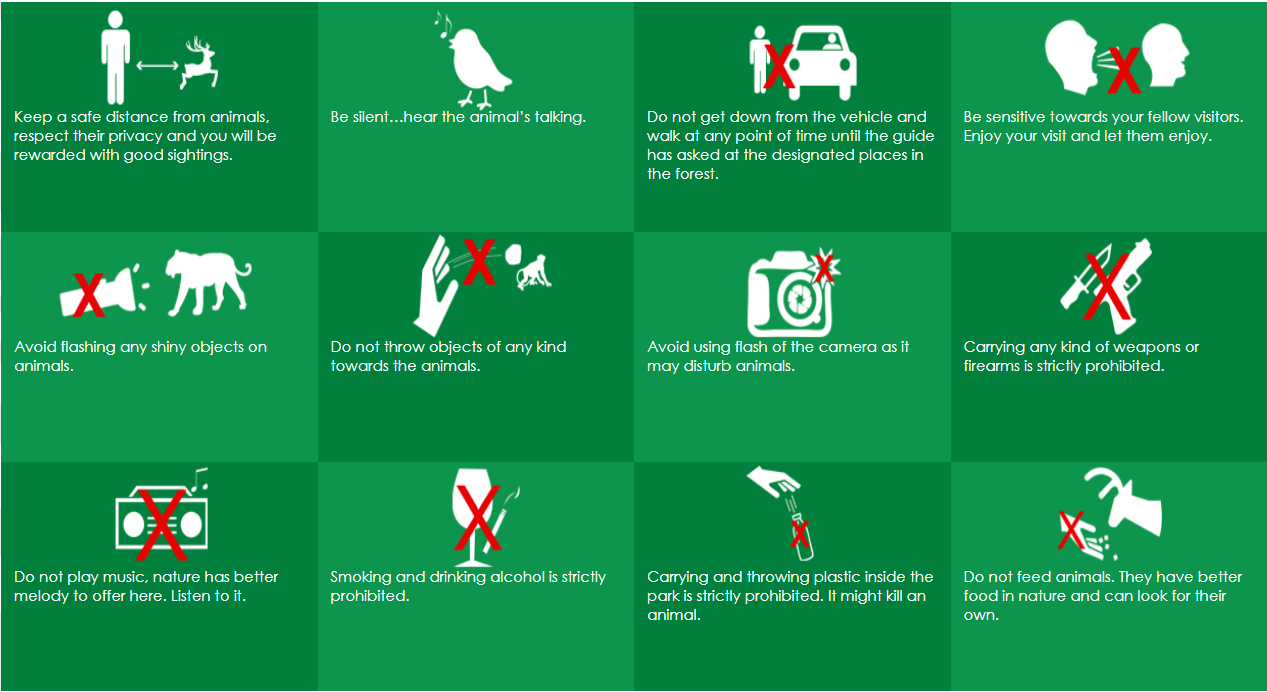 Keep a safe distance from animals,
respect their privacy and you will be
rewarded with good sightings.
Be silent...hear the animal's talking.
Do not get down from the vehicle and
walk at any point of time until the guide
has asked at the designated places in
the forest.
Be sensitive towards your fellow visitors.
Enjoy your visit and let them enjoy.
Avoid flashing any shiny objects on
animals.
Do not throw objects of any kind
towards the animals.
Avoid using flash of the camera as it
may disturb animals.
Carrying any kind of weapons or
firearms is strictly prohibited.
Do not play music, nature has better
melody to offer here. Listen to it.
Smoking and drinking alcohol is strictly
prohibited.
Carrying and throwing plastic inside the
park is strictly prohibited. It might kill an
animal.
Do not feed animals. They have better
food in nature and can look for their
own.